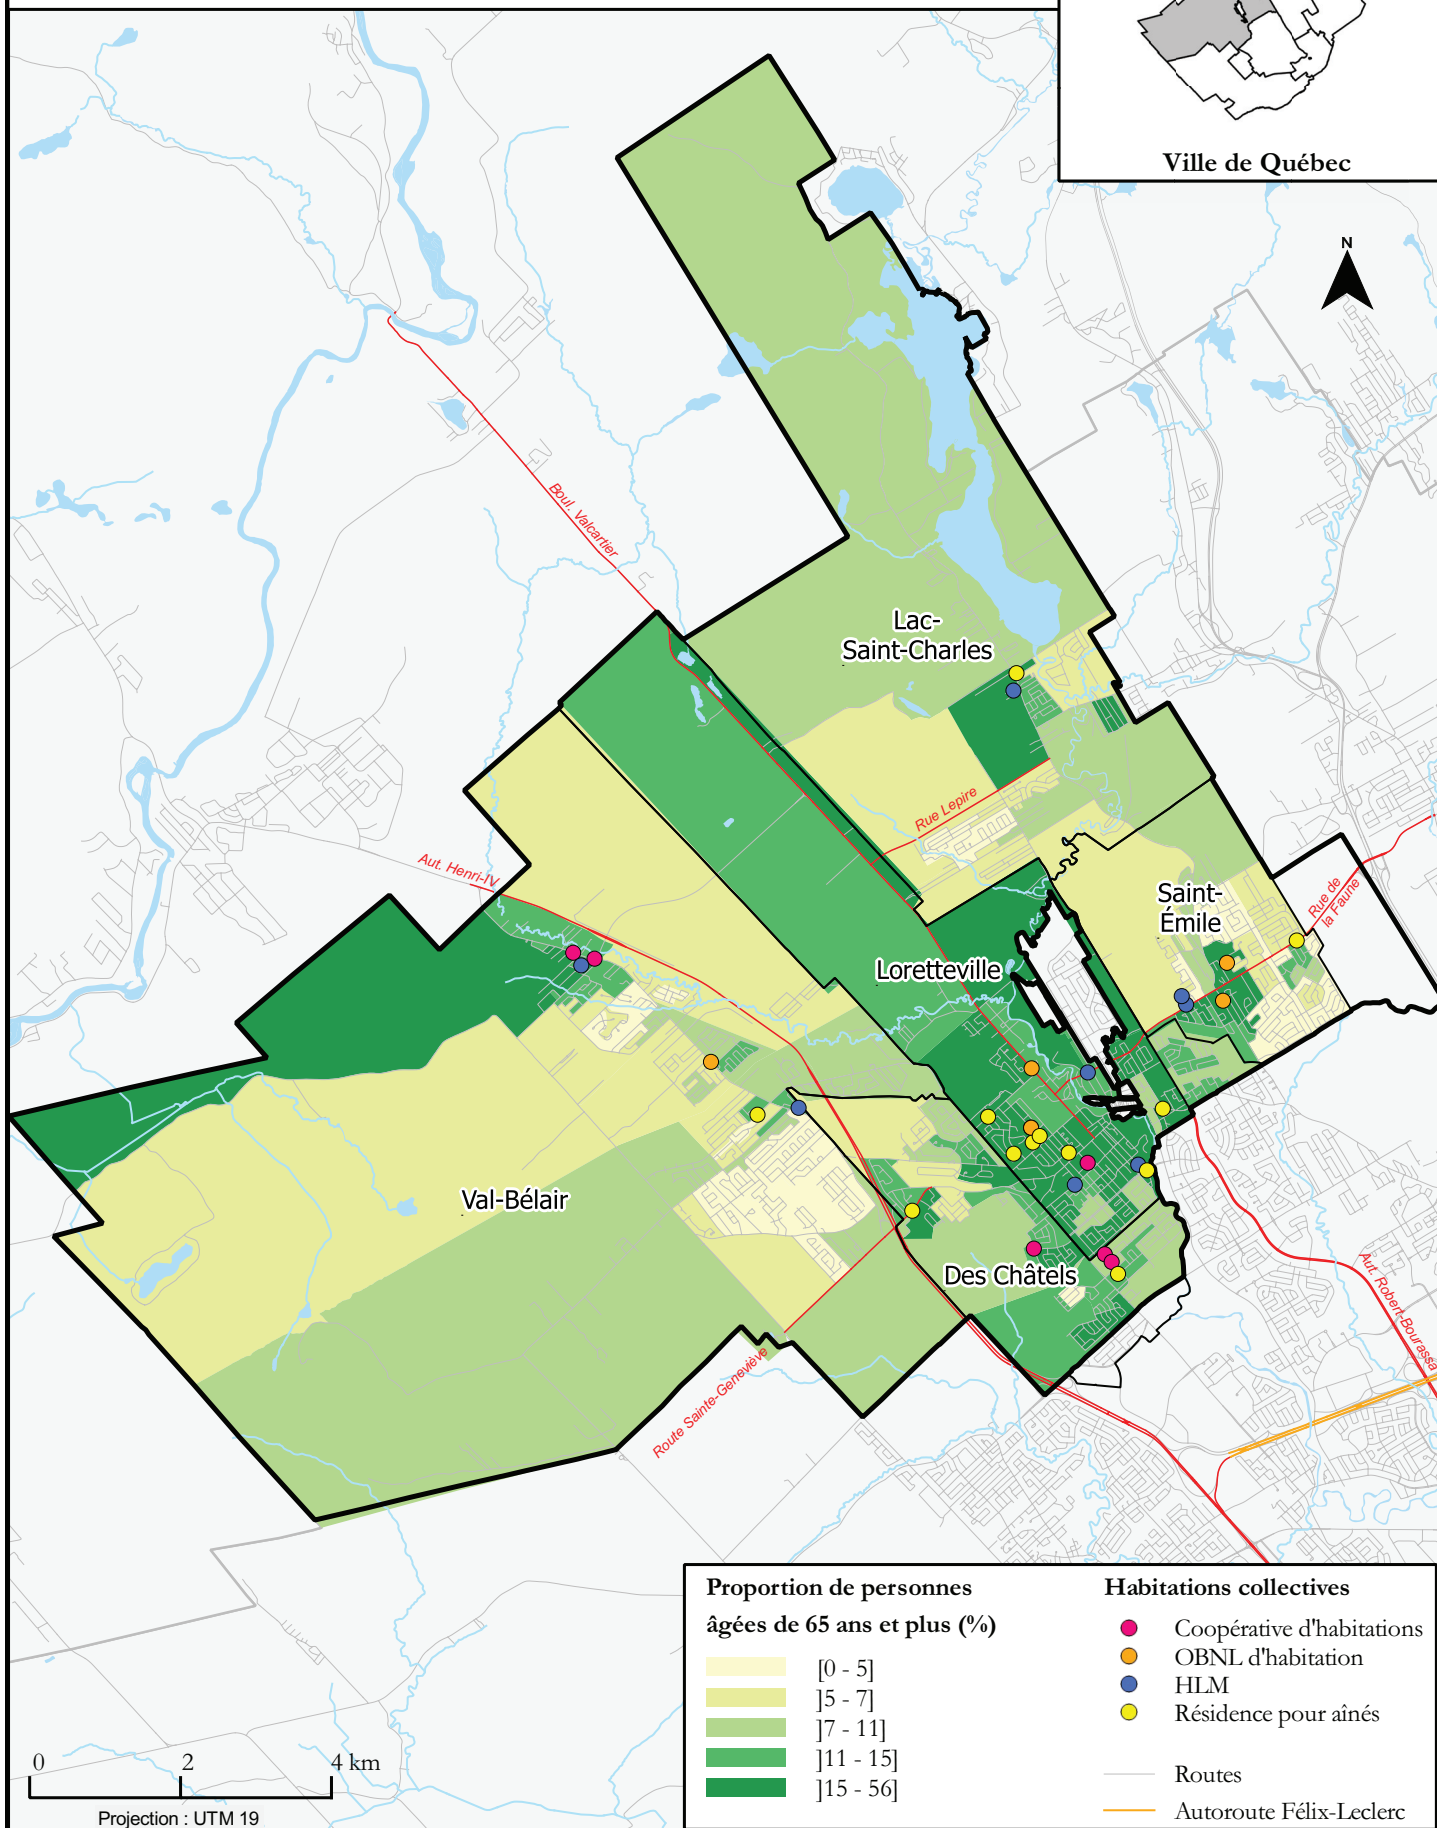 Ville de Québec
N
Boul. Valcartier
Lac-
Saint-Charles
Rue Lepire
Aut. Henri-IV
Saint-
Émile
Rue de
la Faune
Loretteville
Val-Bélair
Des Châtels
Aut. Robert-Bourassa
Route Sainte-Geneviève
Proportion de personnes
âgées de 65 ans et plus (%)
[0 - 5]
]5 - 7]
]7 - 11]
]11 - 15]
]15 - 56]
Habitations collectives
Coopérative d'habitations
OBNL d'habitation
HLM
Résidence pour aînés
Routes
Autoroute Félix-Leclerc
0 2 4 km
Projection : UTM 19